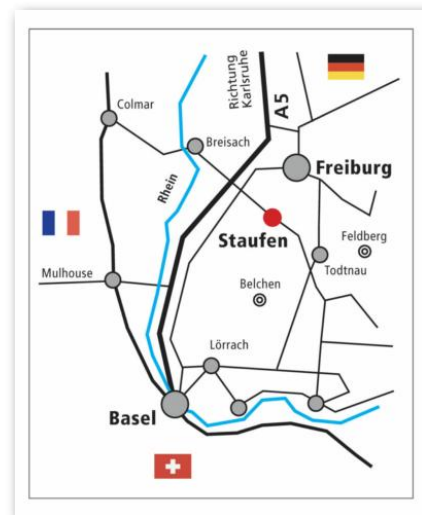 Richtung
Karlsruhe
A5
Colmar
Breisach
Freiburg
Rhein
Staufen
Feldberg
Todtnau
Mulhouse
Belchen
Lörrach
Basel